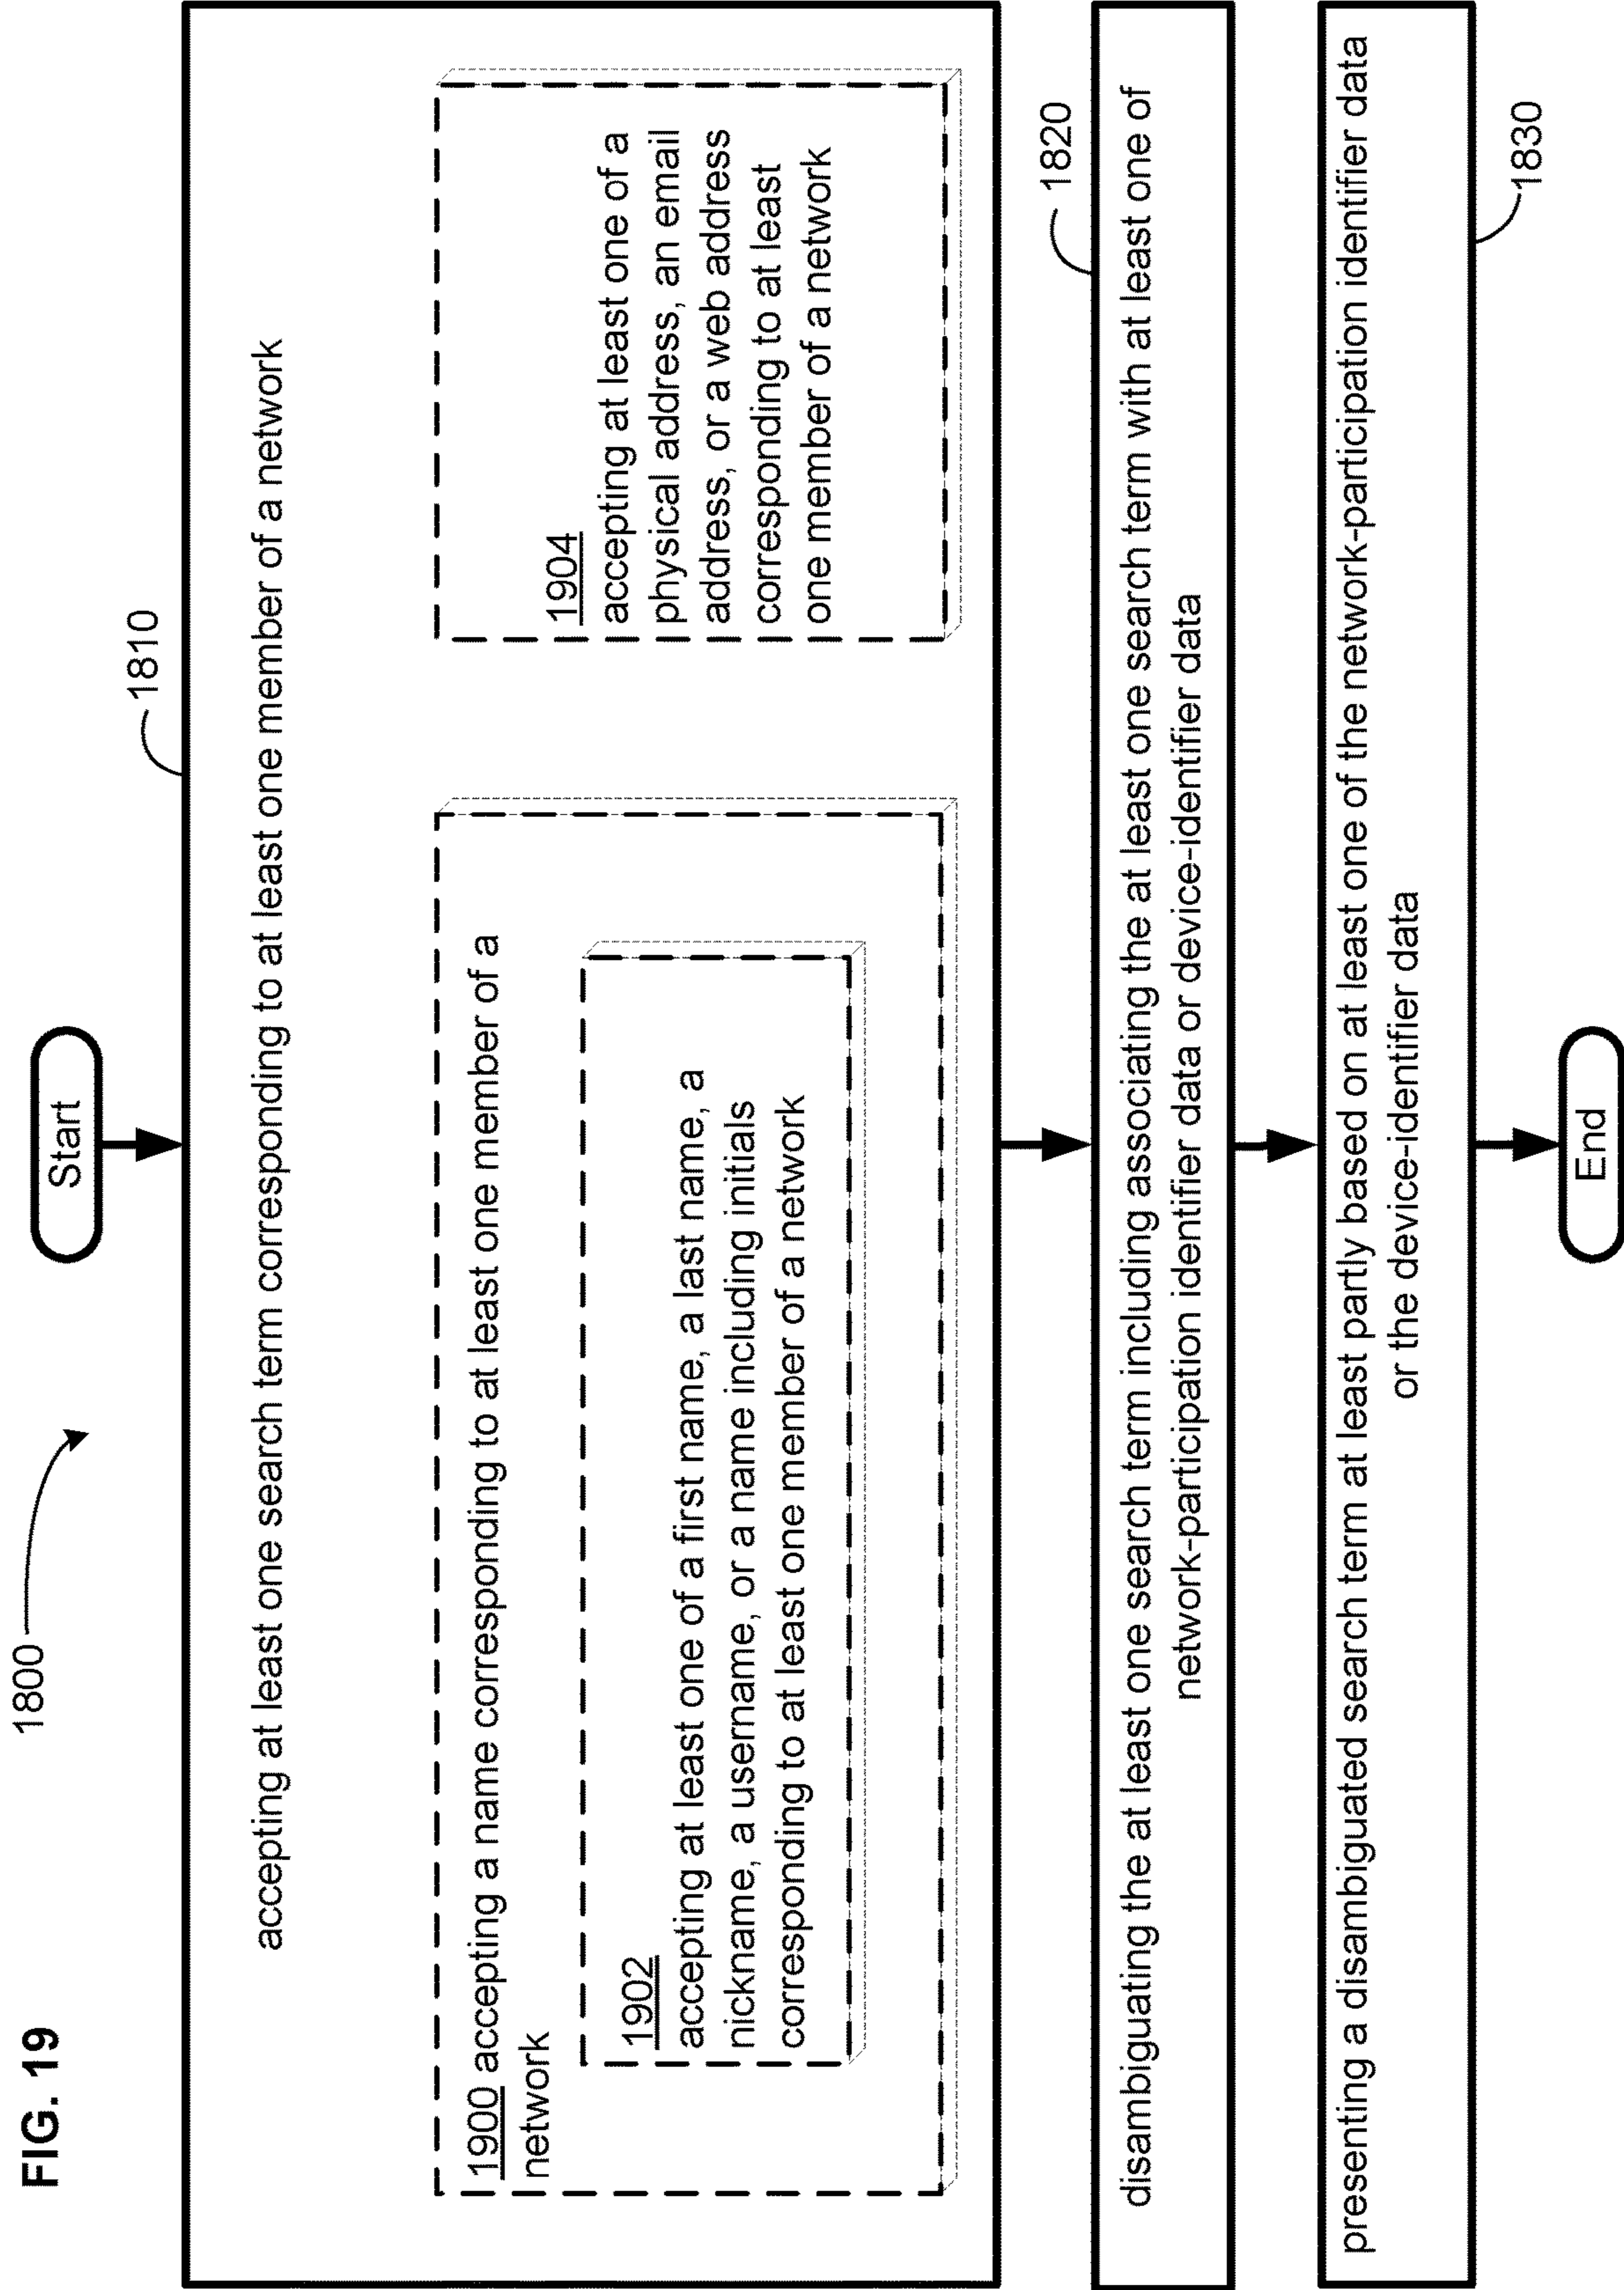 FIG. 19
1800
Start
1810
accepting at least one search term corresponding to at least one member of a network
1900 accepting a name corresponding to at least one member of a
network
1902
accepting at least one of a first name, a last name, a
nickname, a username, or a name including initials
corresponding to at least one member of a network
1904
accepting at least one of a
physical address, an email
address, or a web address
corresponding to at least
one member of a network
1820
disambiguating the at least one search term including associating the at least one search term with at least one of
network-participation identifier data or device-identifier data
presenting a disambiguated search term at least partly based on at least one of the network-participation identifier data
or the device-identifier data
1830
End